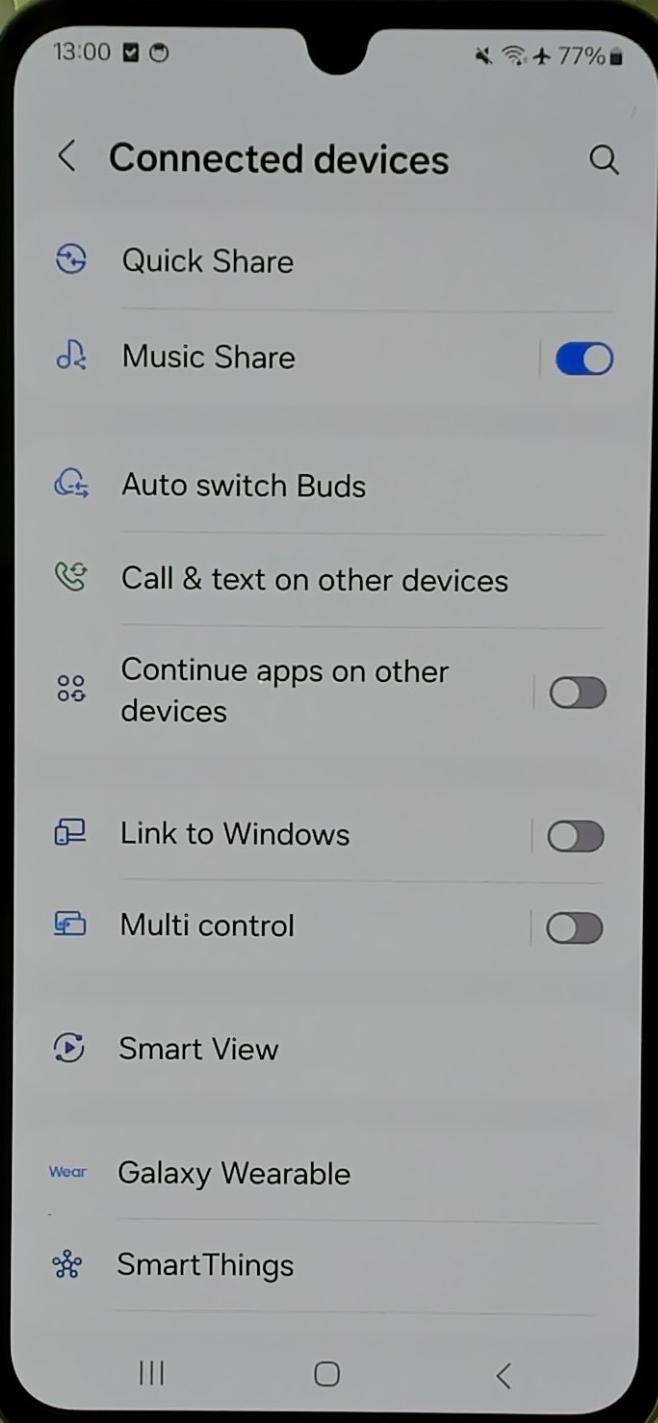 13:00
77%
Connected devices
Quick Share
Music Share
Auto switch Buds
Call & text on other devices
Continue apps on other
devices
Link to Windows
Multi control
Smart View
Wear Galaxy Wearable
SmartThings